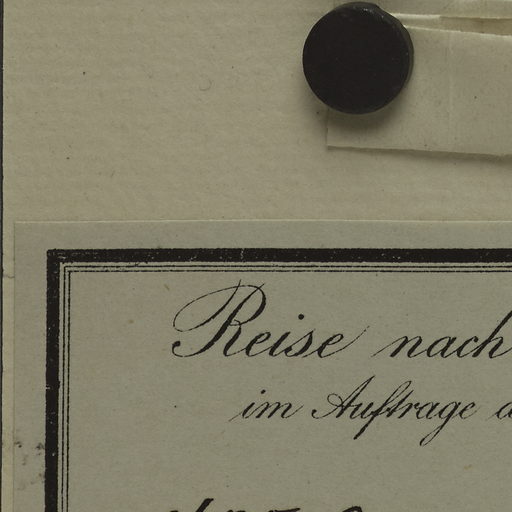 Reise nach
im Auftrage